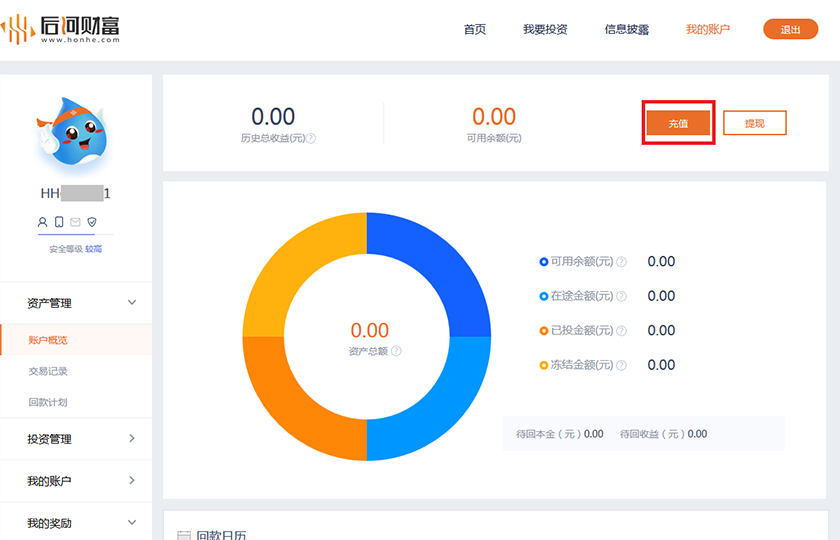 后河财富
www.honhe.com
首页 我要投资 信息披露 我的账户 退出
0.00
历史总收益(元)
0.00
可用余额(元)
充值
提现
HH 1
安全等级 较高
资产管理
账户概览
交易记录
回款计划
投资管理
我的账户
我的奖励
0.00
资产总额
可用余额(元) 0.00
在途金额(元) 0.00
已投金额(元) 0.00
冻结金额(元) 0.00
待回本金（元）0.00 待回收益（元）0.00
回款日历